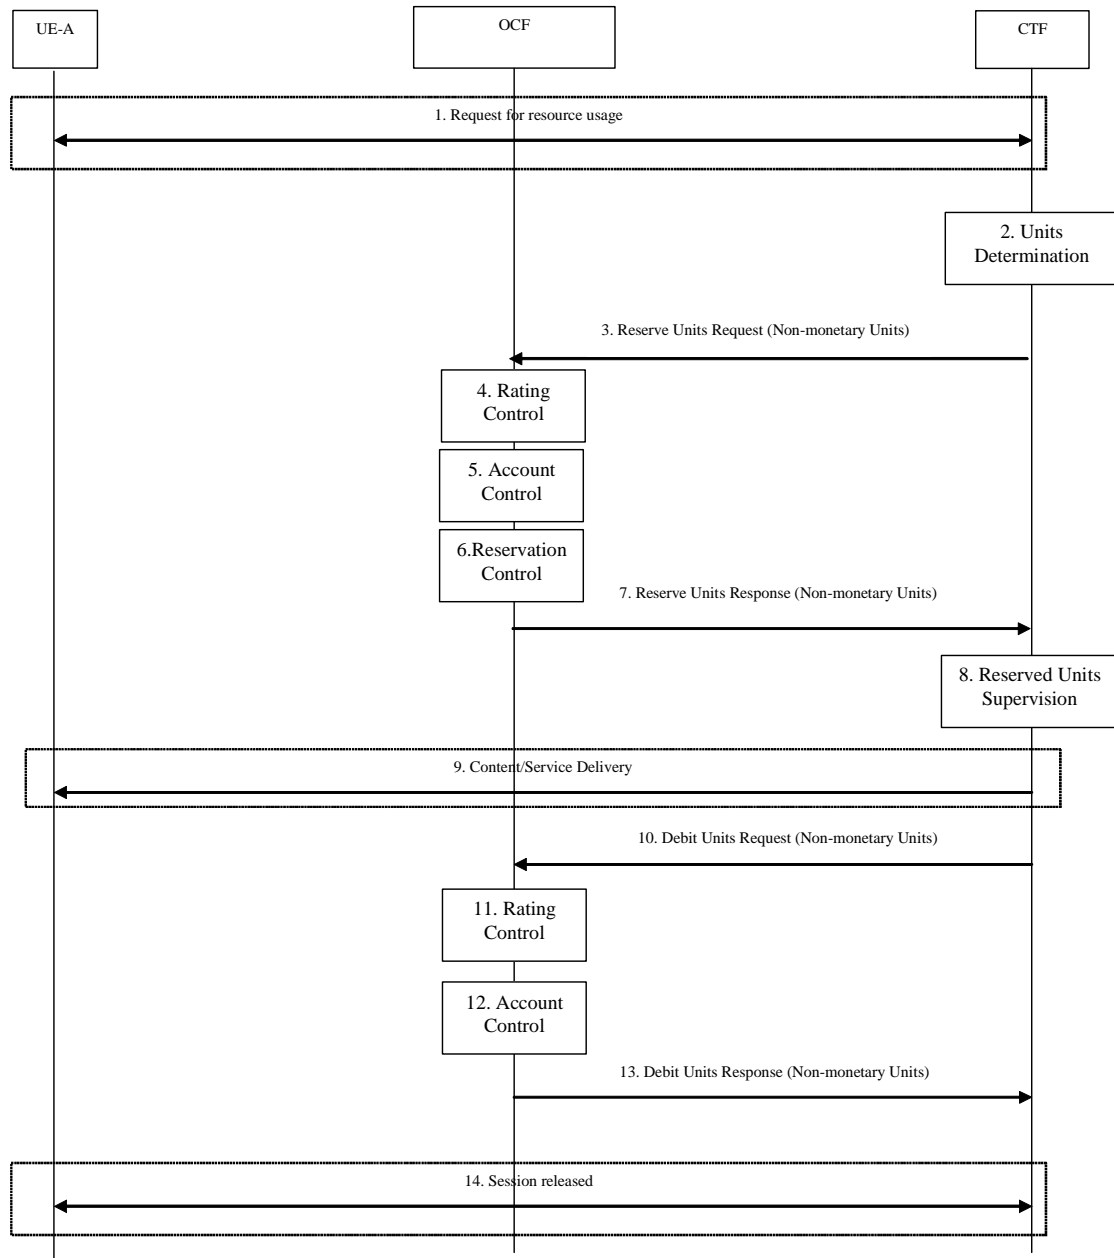 UE-A
OCF
CTF
1. Request for resource usage
2. Units
Determination
3. Reserve Units Request (Non-monetary Units)
4. Rating
Control
5. Account
Control
6.Reservation
Control
7. Reserve Units Response (Non-monetary Units)
8. Reserved Units
Supervision
9. Content/Service Delivery
10. Debit Units Request (Non-monetary Units)
11. Rating
Control
12. Account
Control
13. Debit Units Response (Non-monetary Units)
14. Session released